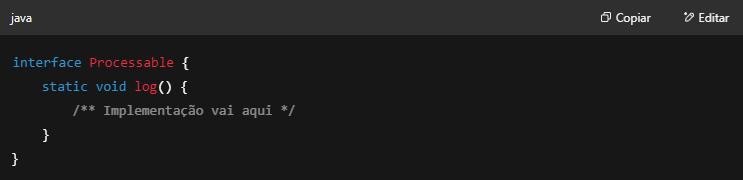 java Copiar Editar
interface Processable {
    static void log() {
        /** Implementação vai aqui */
    }
}